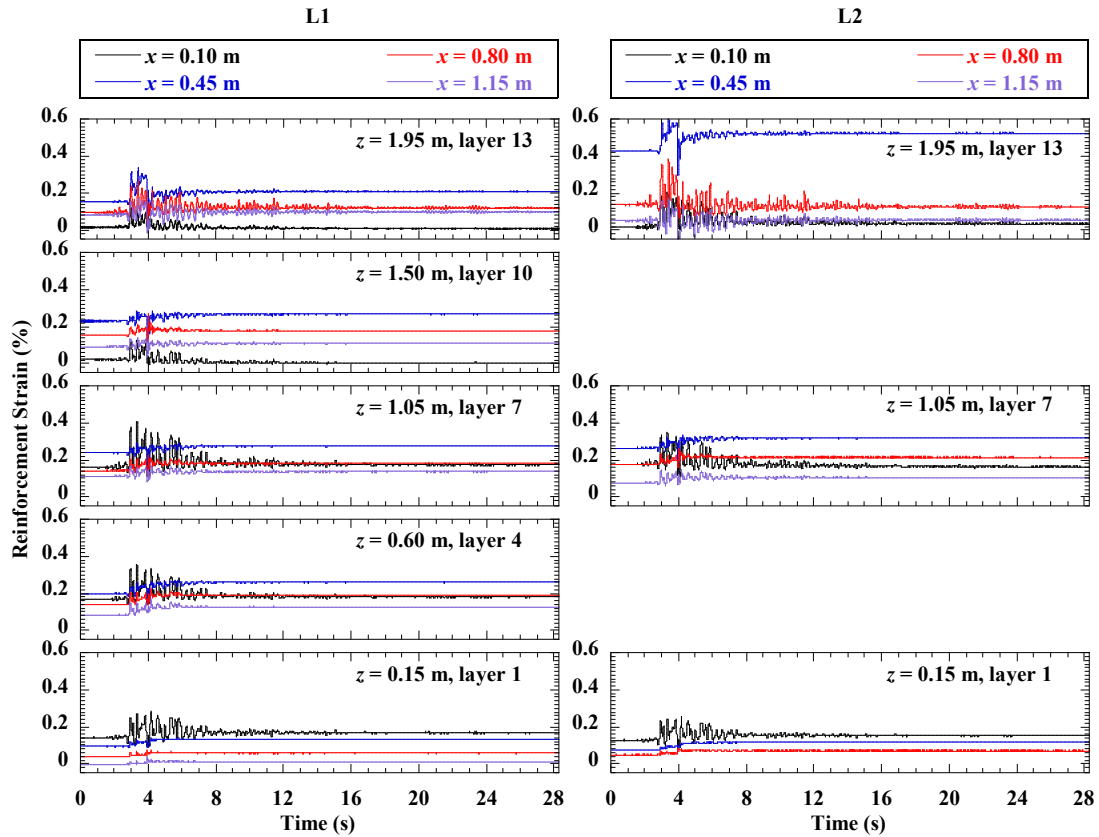 L1
L2
x = 0.10 m
x = 0.80 m
x = 0.45 m
x = 1.15 m
x = 0.10 m
x = 0.80 m
x = 0.45 m
x = 1.15 m
Reinforcement Strain (%)
0.6
0.4
0.2
0
z = 1.95 m, layer 13
0.6
0.4
0.2
0
z = 1.95 m, layer 13
0.6
0.4
0.2
0
z = 1.50 m, layer 10
0.6
0.4
0.2
0
z = 1.05 m, layer 7
0.6
0.4
0.2
0
z = 1.05 m, layer 7
0.6
0.4
0.2
0
z = 0.60 m, layer 4
0.6
0.4
0.2
0
z = 0.15 m, layer 1
0.6
0.4
0.2
0
z = 0.15 m, layer 1
0 4 8 12 16 20 24 28
0 4 8 12 16 20 24 28
Time (s)
Time (s)